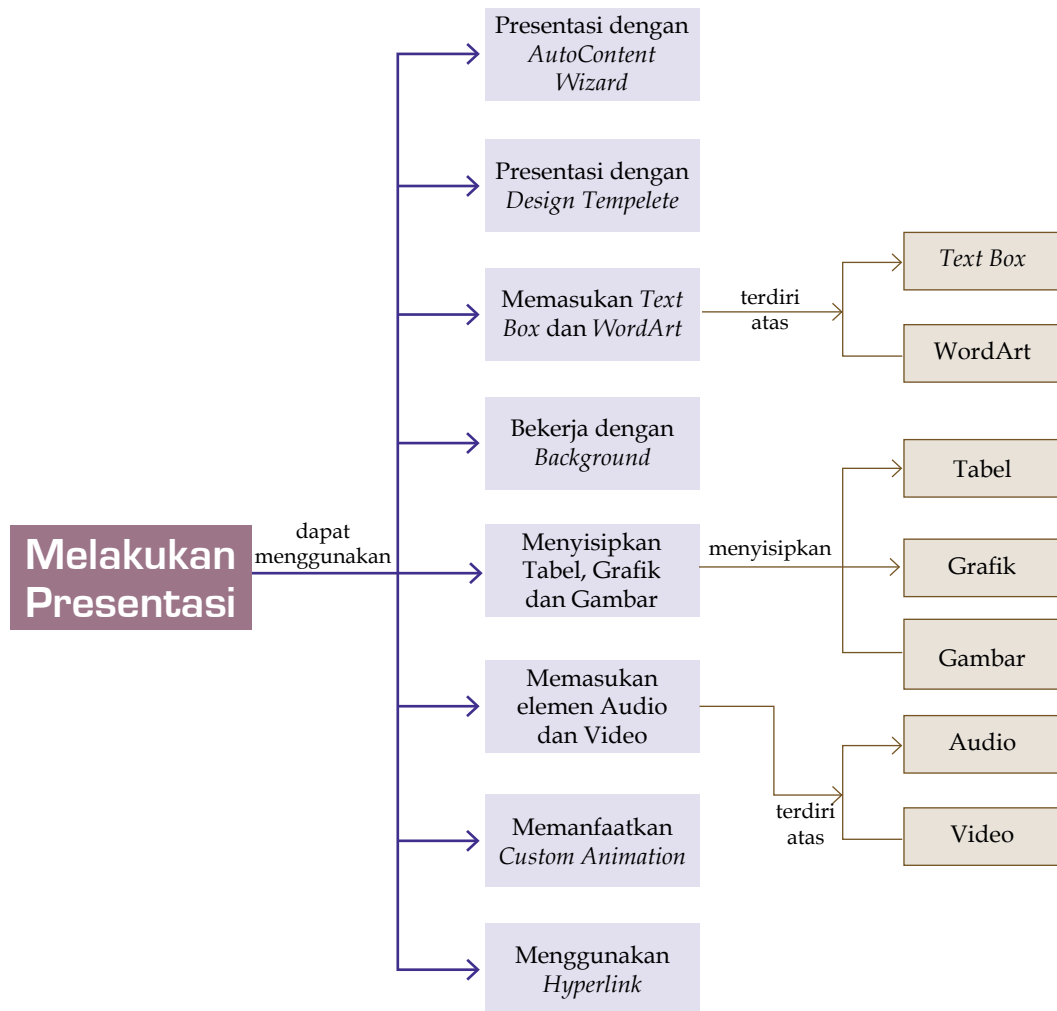 Presentasi dengan
AutoContent
Wizard
Presentasi dengan
Design Tempelete
Memasukan Text
Box dan WordArt
terdiri
atas
Text Box
WordArt
Bekerja dengan
Background
Melakukan
Presentasi
dapat
menggunakan
Menyisipkan
Tabel, Grafik
dan Gambar
menyisipkan
Tabel
Grafik
Gambar
Memasukan
elemen Audio
dan Video
terdiri
atas
Audio
Video
Memanfaatkan
Custom Animation
Menggunakan
Hyperlink